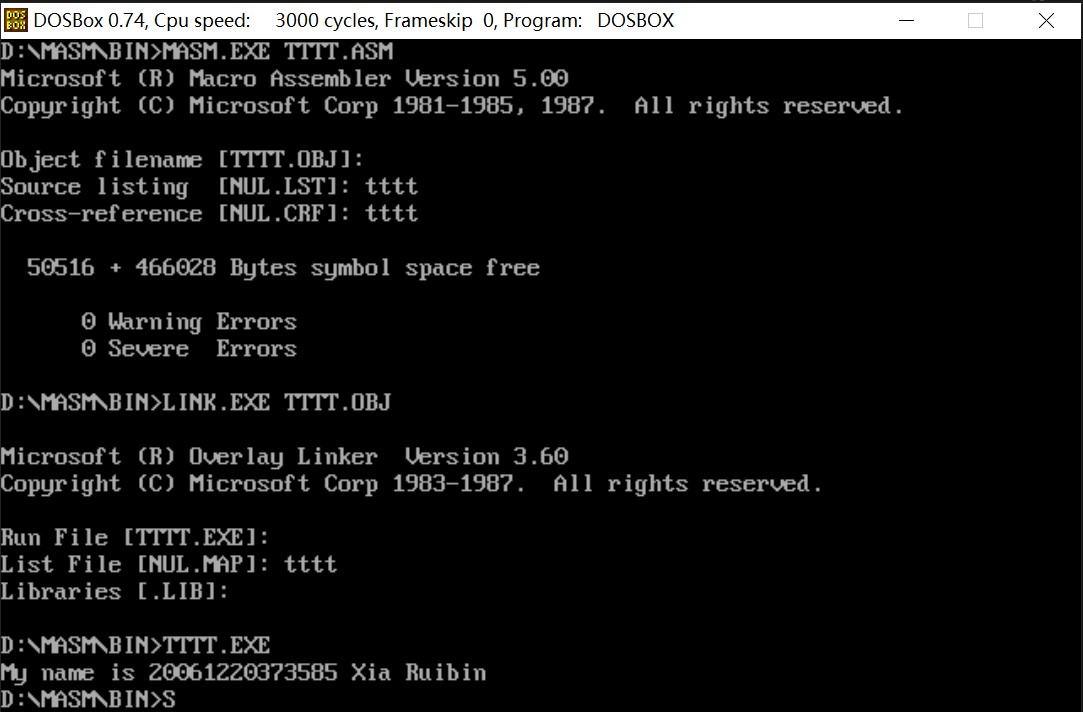 DOS BOX DOSBox 0.74, Cpu speed: 3000 cycles, Frameskip 0, Program: DOSBOX
D:\MASM\BIN>MASM.EXE TTTT.ASM
Microsoft (R) Macro Assembler Version 5.00
Copyright (C) Microsoft Corp 1981-1985, 1987. All rights reserved.
Object filename [TTTT.OBJ]:
Source listing [NUL.LST]: tttt
Cross-reference [NUL.CRF]: tttt
50516 + 466028 Bytes symbol space free
0 Warning Errors
0 Severe Errors
D:\MASM\BIN>LINK.EXE TTTT.OBJ
Microsoft (R) Overlay Linker Version 3.60
Copyright (C) Microsoft Corp 1983-1987. All rights reserved.
Run File [TTTT.EXE]:
List File [NUL.MAP]: tttt
Libraries [.LIB]:
D:\MASM\BIN>TTTT.EXE
My name is 20061220373585 Xia Ruibin
D:\MASM\BIN>S